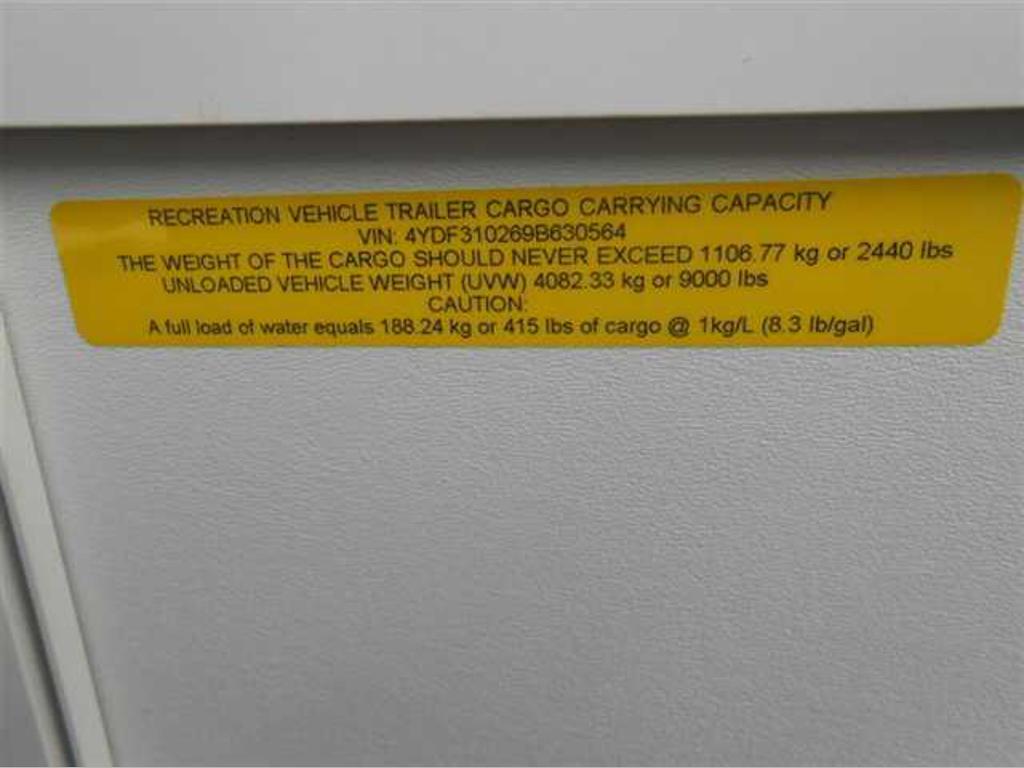 RECREATION VEHICLE TRAILER CARGO CARRYING CAPACITY
VIN: 4YDF310269B630564
THE WEIGHT OF THE CARGO SHOULD NEVER EXCEED 1106.77 kg or 2440 lbs
UNLOADED VEHICLE WEIGHT (UVW) 4082.33 kg or 9000 lbs
CAUTION:
A full load of water equals 188.24 kg or 415 lbs of cargo @ 1kg/L (8.3 lb/gal)